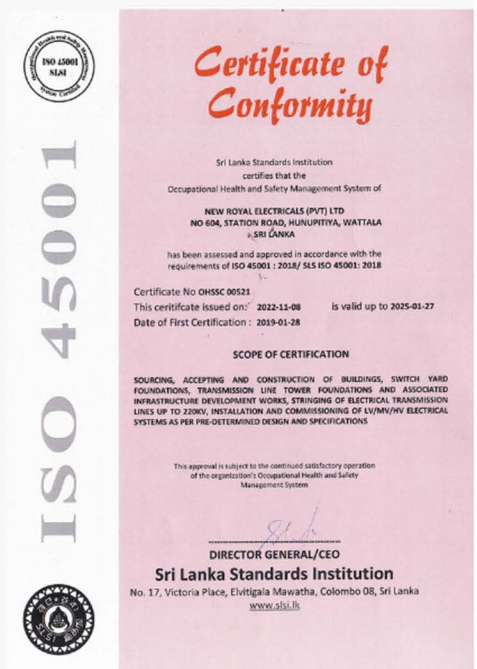 Occupational Health and Safety Management
ISO 45001
SLSI
System Certified
ISO 45001
Certificate of
Conformity
Sri Lanka Standards Institution
certifies that the
Occupational Health and Safety Management System of
NEW ROYAL ELECTRICALS (PVT) LTD
NO 604, STATION ROAD, HUNUPITIYA, WATTALA
SRI LANKA
has been assessed and approved in accordance with the
requirements of ISO 45001 : 2018/ SLS ISO 45001: 2018
Certificate No OHSSC 00521
This ceritifcate issued on: 2022-11-08 is valid up to 2025-01-27
Date of First Certification : 2019-01-28
SCOPE OF CERTIFICATION
SOURCING, ACCEPTING AND CONSTRUCTION OF BUILDINGS, SWITCH YARD
FOUNDATIONS, TRANSMISSION LINE TOWER FOUNDATIONS AND ASSOCIATED
INFRASTRUCTURE DEVELOPMENT WORKS, STRINGING OF ELECTRICAL TRANSMISSION
LINES UP TO 220KV, INSTALLATION AND COMMISSIONING OF LV/MV/HV ELECTRICAL
SYSTEMS AS PER PRE-DETERMINED DESIGN AND SPECIFICATIONS
This approval is subject to the continued satisfactory operation
of the organization's Occupational Health and Safety
Management System
DIRECTOR GENERAL/CEO
Sri Lanka Standards Institution
No. 17, Victoria Place, Elvitigala Mawatha, Colombo 08, Sri Lanka
www.slsi.lk
SLSI